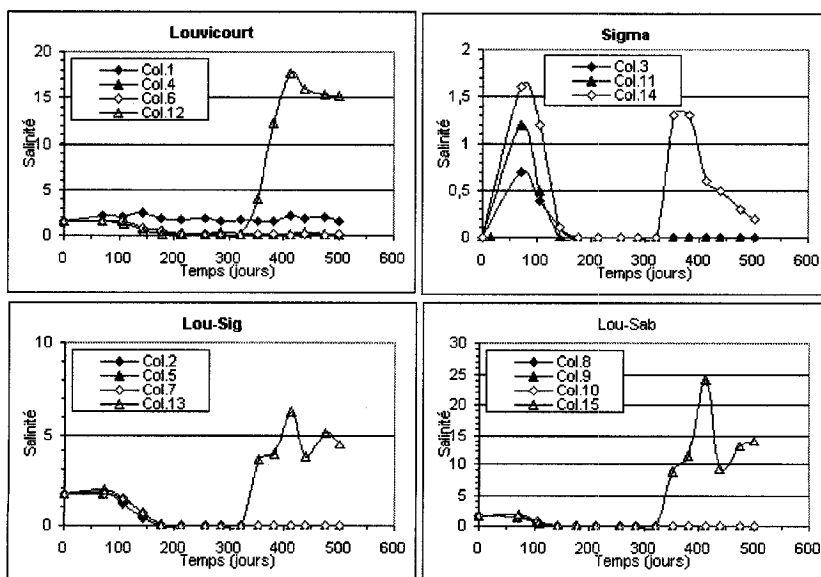 Louvicourt
Salinité
20
15
10
5
0
Col.1
Col.4
Col.6
Col.12
0 100 200 300 400 500 600
Temps (jours)
Sigma
Salinité
2
1,5
1
0,5
0
Col.3
Col.11
Col.14
0 100 200 300 400 500 600
Temps (jours)
Lou-Sig
Salinité
10
5
0
Col.2
Col.5
Col.7
Col.13
0 100 200 300 400 500 600
Temps (jours)
Lou-Sab
Salinité
30
25
20
15
10
5
0
Col.8
Col.9
Col.10
Col.15
0 100 200 300 400 500 600
Temps (jours)